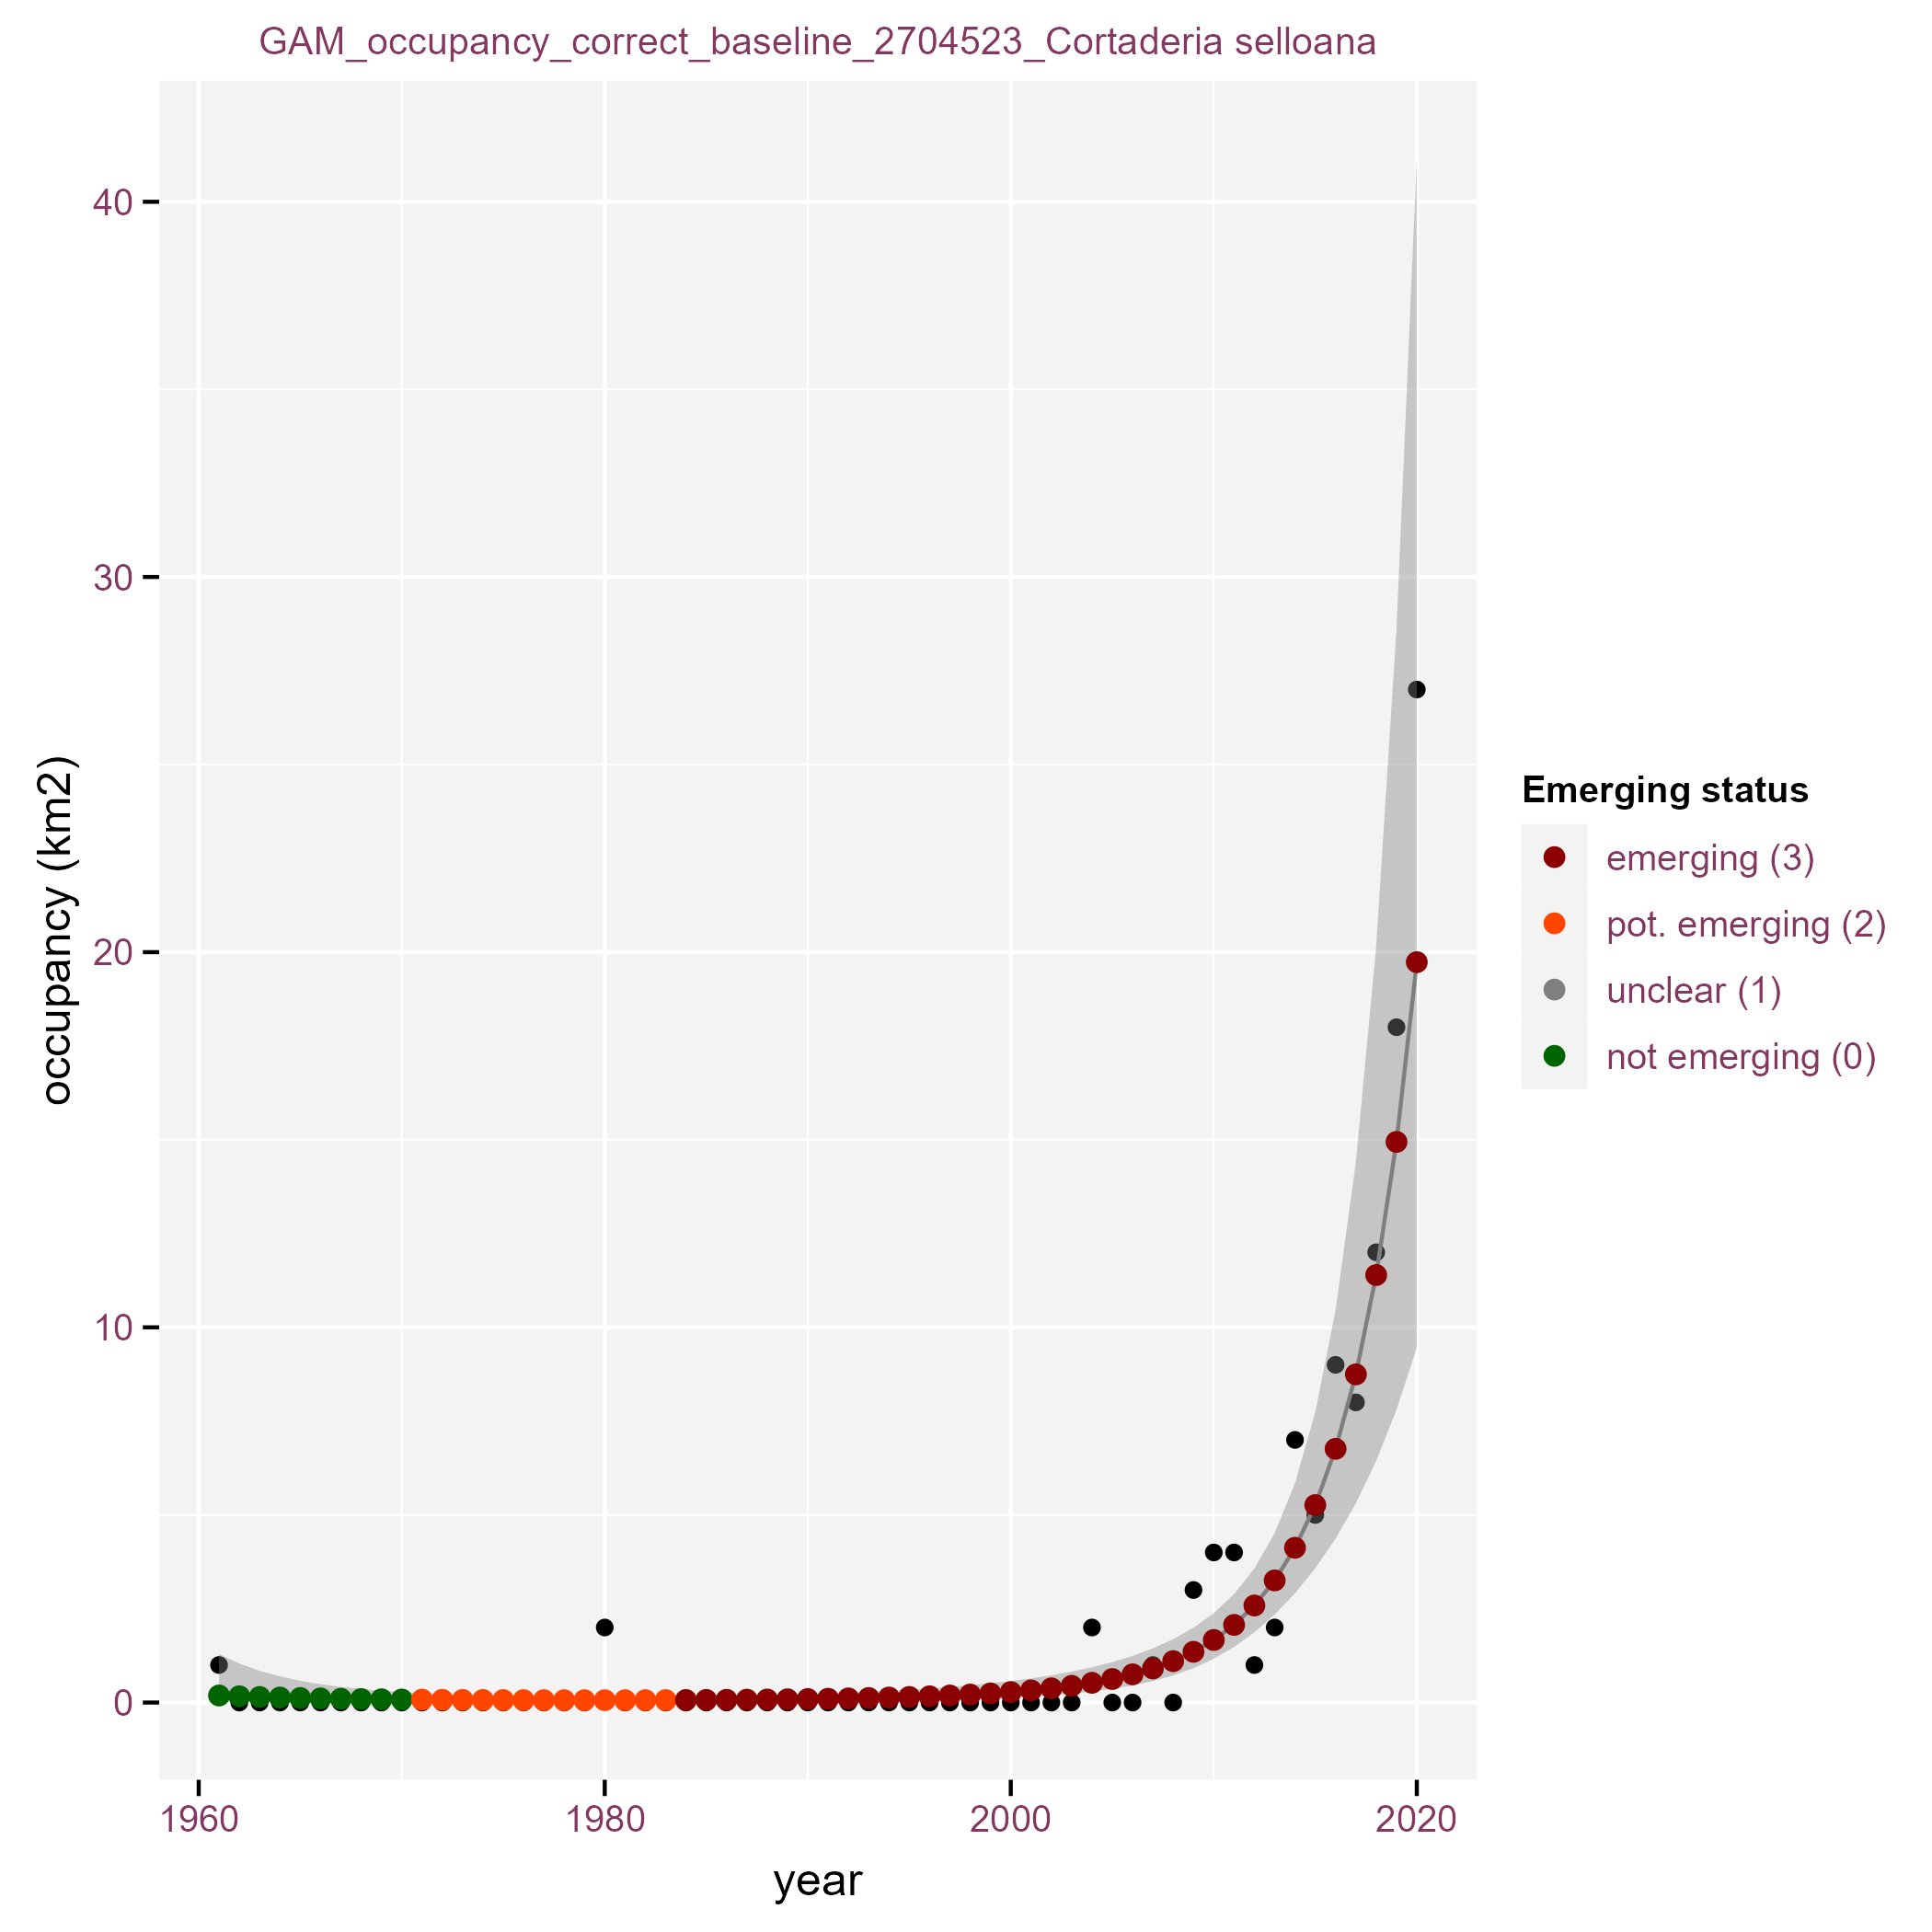 GAM_occupancy_correct_baseline_2704523_Cortaderia selloana
40
30
20
10
0
occupancy (km2)
1960 1980 2000 2020
year
Emerging status
emerging (3)
pot. emerging (2)
unclear (1)
not emerging (0)